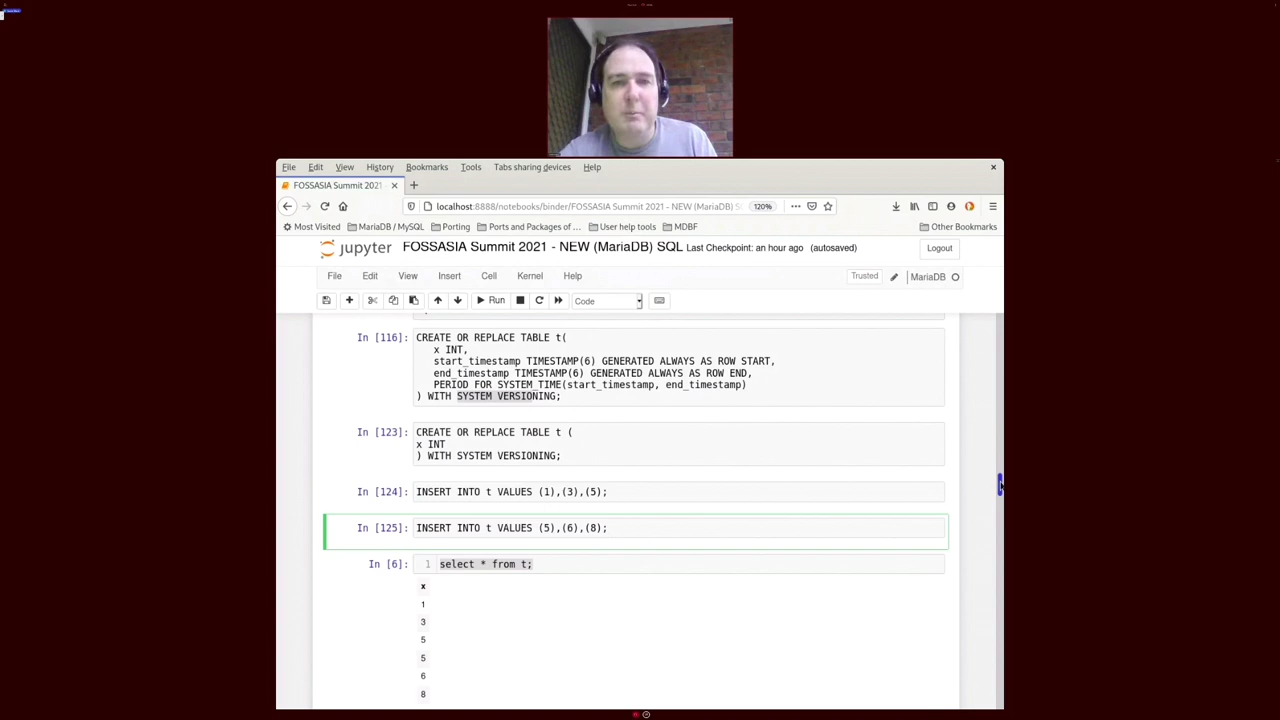 File Edit View History Bookmarks Tools Tabs sharing devices Help
FOSSASIA Summit 2021 -
localhost:8888/notebooks/binder/FOSSASIA Summit 2021 - NEW (MariaDB) S 120%
Most Visited MariaDB / MySQL Porting Ports and Packages of ... User help tools MDBF Other Bookmarks
jupyter FOSSASIA Summit 2021 - NEW (MariaDB) SQL Last Checkpoint: an hour ago (autosaved) Logout
File Edit View Insert Cell Kernel Help Trusted MariaDB
Run Code
In [116]: CREATE OR REPLACE TABLE t(
x INT,
start_timestamp TIMESTAMP(6) GENERATED ALWAYS AS ROW START,
end_timestamp TIMESTAMP(6) GENERATED ALWAYS AS ROW END,
PERIOD FOR SYSTEM_TIME(start_timestamp, end_timestamp)
) WITH SYSTEM VERSIONING;
In [123]: CREATE OR REPLACE TABLE t (
x INT
) WITH SYSTEM VERSIONING;
In [124]: INSERT INTO t VALUES (1),(3),(5);
In [125]: INSERT INTO t VALUES (5),(6),(8);
In [6]: 1 select * from t;
x
1
3
5
5
6
8